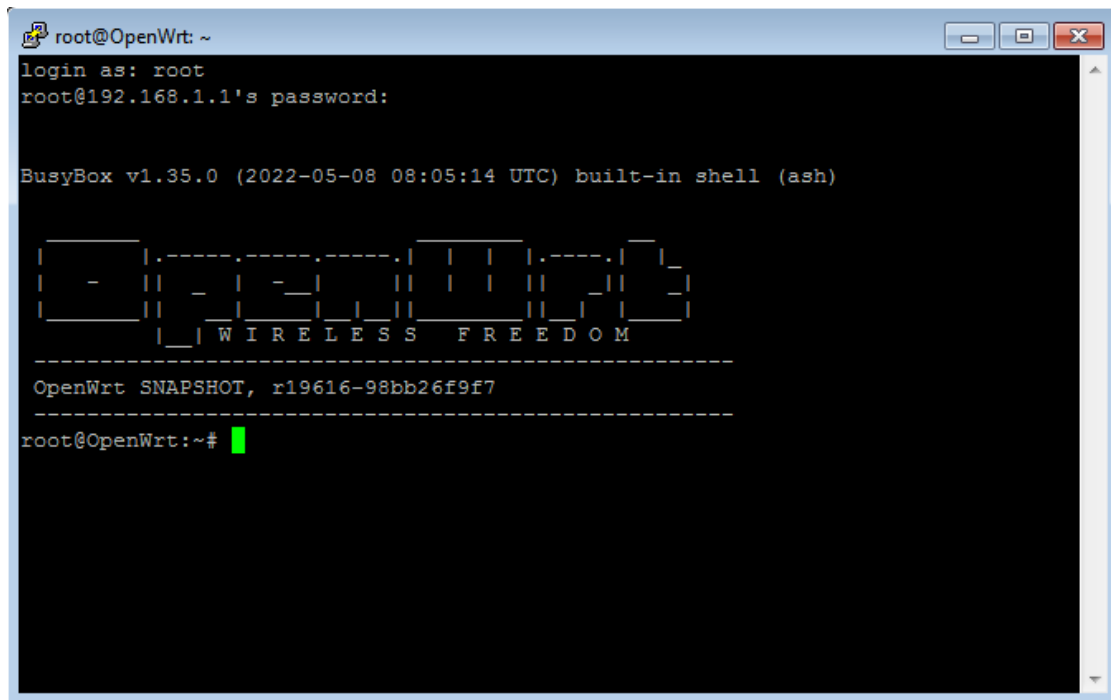 root@OpenWrt: ~
login as: root
root@192.168.1.1's password:
BusyBox v1.35.0 (2022-05-08 08:05:14 UTC) built-in shell (ash)
OpenWrt
W I R E L E S S   F R E E D O M
-----------------------------------------------------
OpenWrt SNAPSHOT, r19616-98bb26f9f7
-----------------------------------------------------
root@OpenWrt:~#